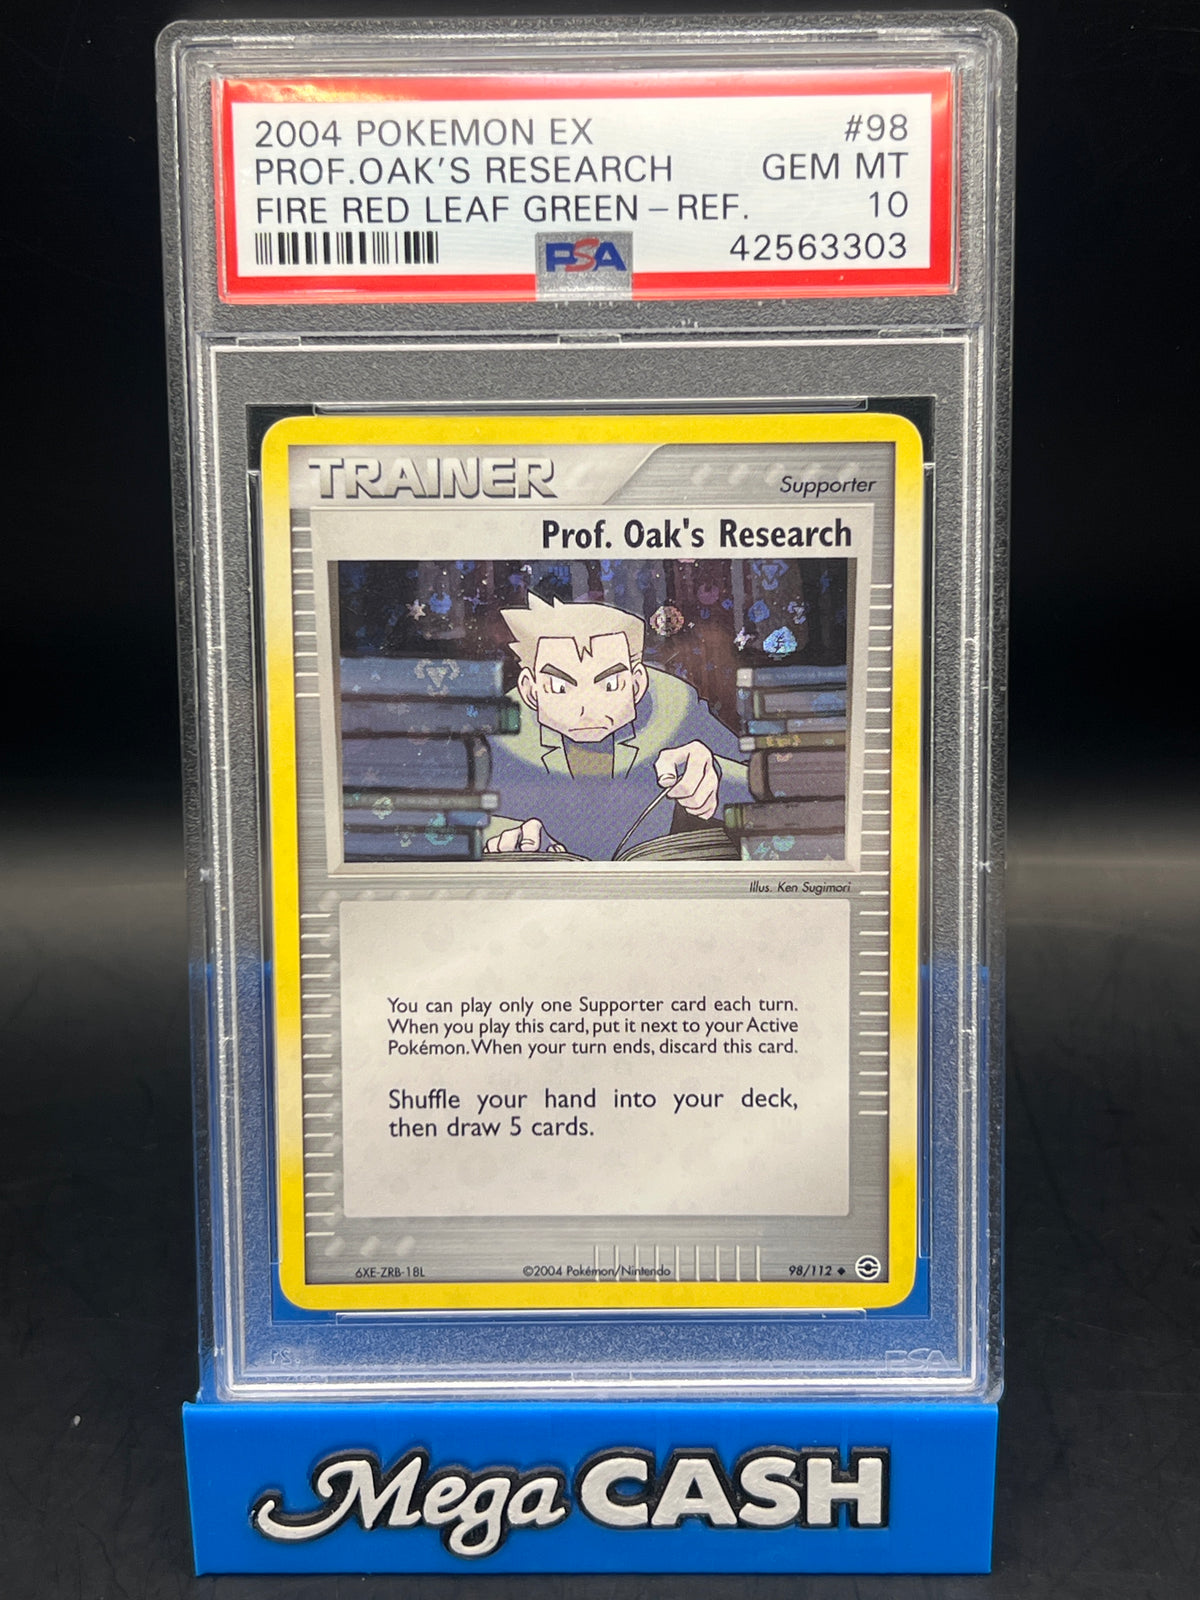 2004 POKEMON EX #98
PROF.OAK'S RESEARCH GEM MT
FIRE RED LEAF GREEN-REF. 10
PSA 42563303
TRAINER
Supporter
Prof. Oak's Research
Illus. Ken Sugimori
You can play only one Supporter card each turn.
When you play this card, put it next to your Active
Pokémon. When your turn ends, discard this card.
Shuffle your hand into your deck,
then draw 5 cards.
6XE-ZRB-1BL ©2004 Pokémon/Nintendo 98/112
PSA
Mega CASH